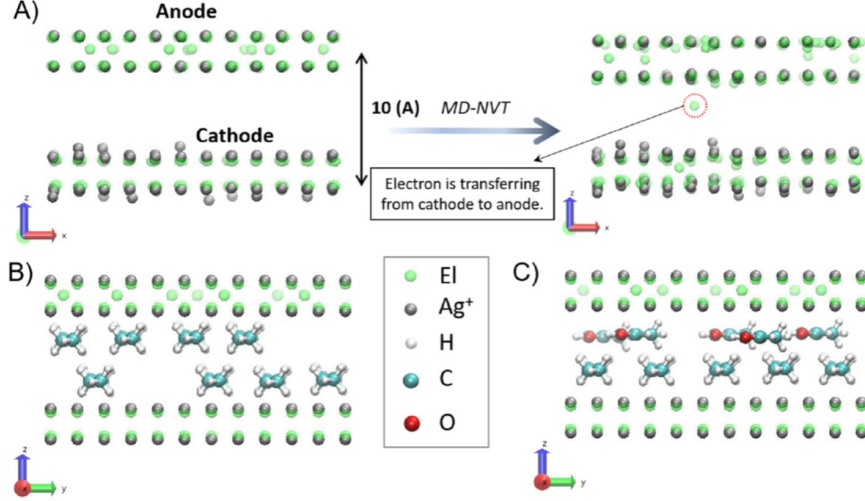 A)
Anode
Cathode
z
x
10 (A) MD-NVT
Electron is transferring
from cathode to anode.
z
x
B)
z
x
y
El
Ag⁺
H
C
O
C)
z
x
y